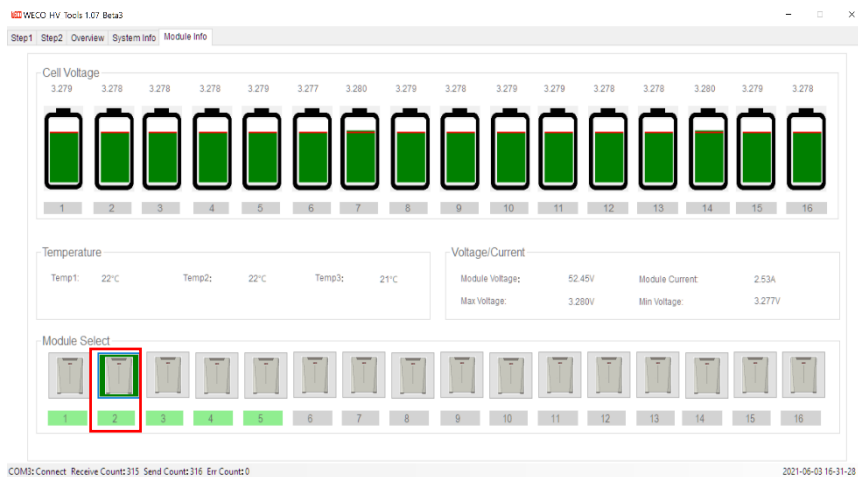 WECO HV Tools 1.07 Beta3
Step1 Step2 Overview System Info Module Info
Cell Voltage
3.279 3.278 3.278 3.278 3.279 3.277 3.280 3.279 3.278 3.279 3.279 3.278 3.278 3.280 3.279 3.278
1 2 3 4 5 6 7 8 9 10 11 12 13 14 15 16
Temperature
Temp1: 22°C Temp2: 22°C Temp3: 21°C
Voltage/Current
Module Voltage: 52.45V Module Current: 2.53A
Max Voltage: 3.280V Min Voltage: 3.277V
Module Select
1 2 3 4 5 6 7 8 9 10 11 12 13 14 15 16
COM3: Connect Receive Count: 315 Send Count: 316 Err Count: 0 2021-06-03 16-31-28